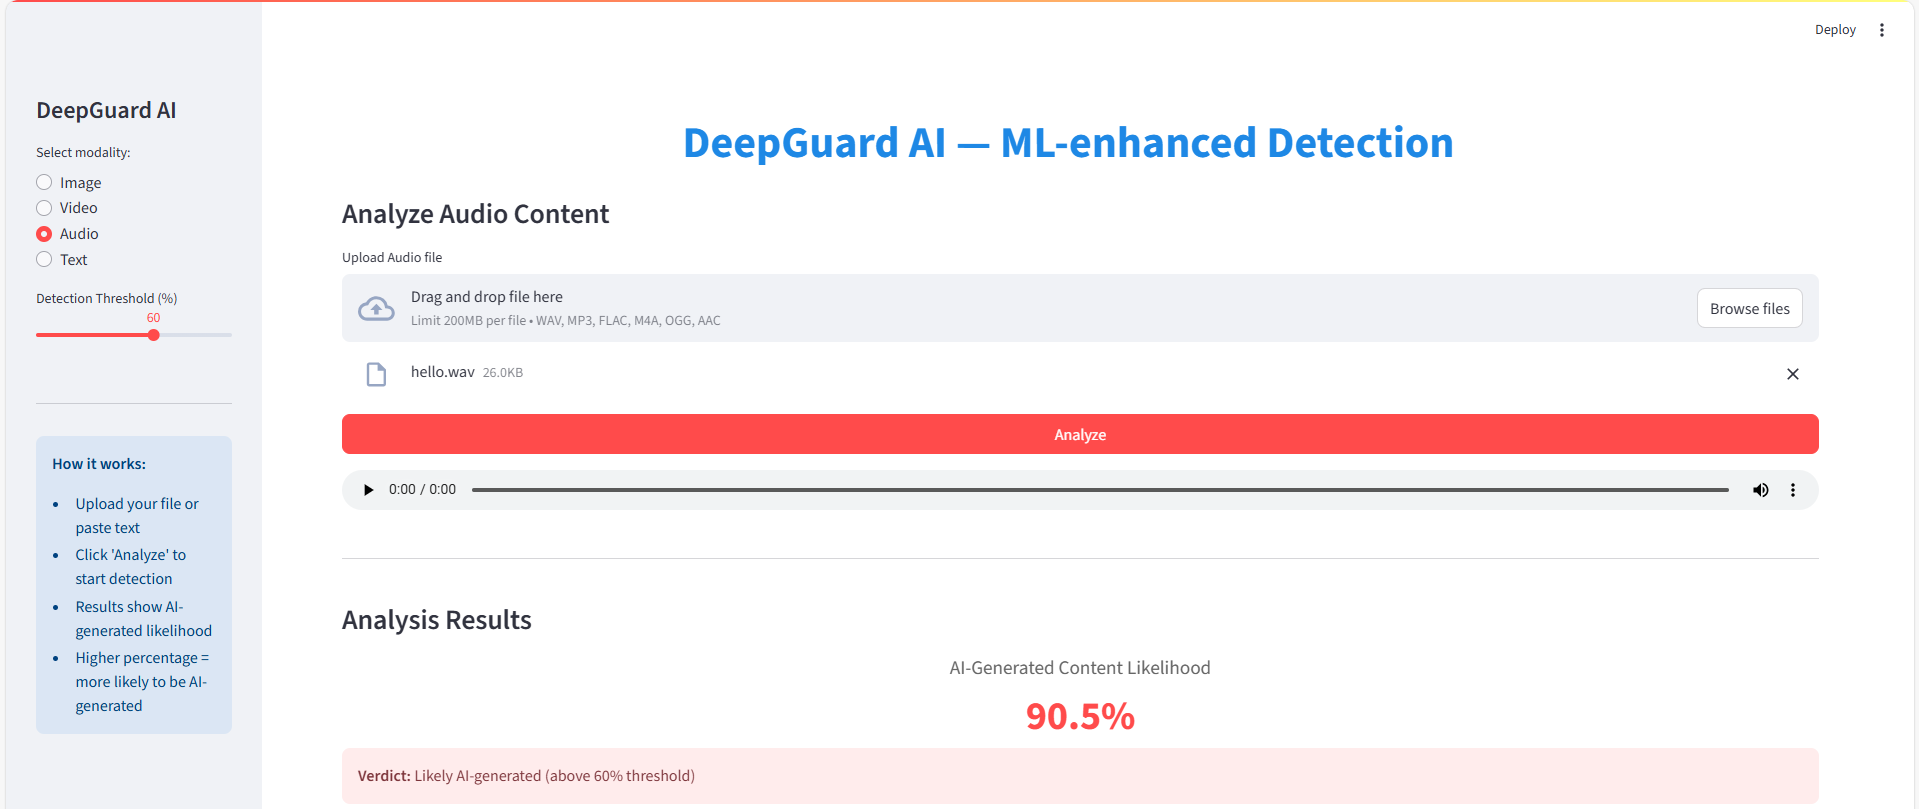 Deploy
DeepGuard AI
Select modality:
Image
Video
Audio
Text
Detection Threshold (%)
60
How it works:
• Upload your file or
paste text
• Click 'Analyze' to
start detection
• Results show AI-
generated likelihood
• Higher percentage =
more likely to be AI-
generated
DeepGuard AI — ML-enhanced Detection
Analyze Audio Content
Upload Audio file
Drag and drop file here
Limit 200MB per file • WAV, MP3, FLAC, M4A, OGG, AAC
Browse files
hello.wav 26.0KB
Analyze
0:00 / 0:00
Analysis Results
AI-Generated Content Likelihood
90.5%
Verdict: Likely AI-generated (above 60% threshold)